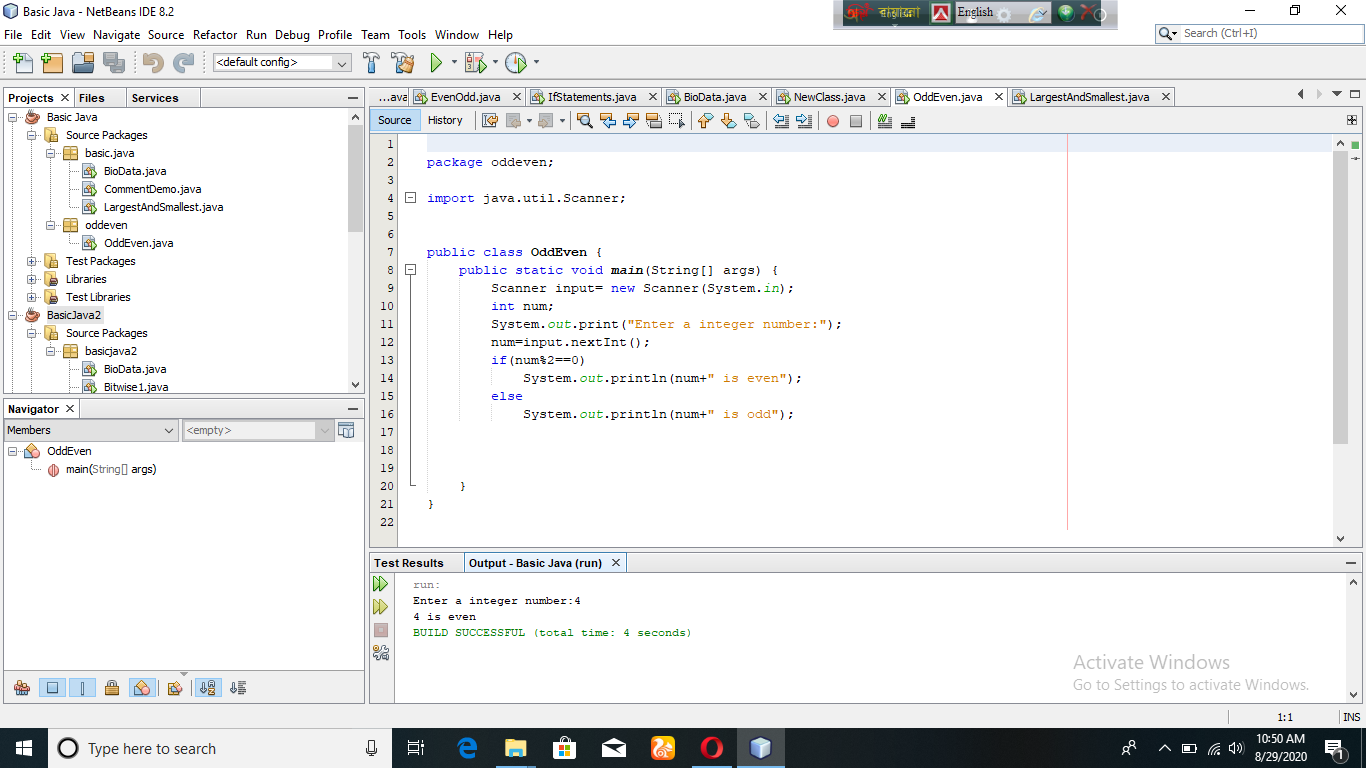 Basic Java - NetBeans IDE 8.2
English
File Edit View Navigate Source Refactor Run Debug Profile Team Tools Window Help
Search (Ctrl+I)
<default config>
Projects Files Services
Basic Java
Source Packages
basic.java
BioData.java
CommentDemo.java
LargestAndSmallest.java
oddeven
OddEven.java
Test Packages
Libraries
Test Libraries
BasicJava2
Source Packages
basicjava2
BioData.java
Bitwise1.java
Navigator
Members <empty>
OddEven
main(String[] args)
...ava EvenOdd.java IfStatements.java BioData.java NewClass.java OddEven.java LargestAndSmallest.java
Source History
1
2 package oddeven;
3
4 import java.util.Scanner;
5
6
7 public class OddEven {
8 public static void main(String[] args) {
9 Scanner input= new Scanner(System.in);
10 int num;
11 System.out.print("Enter a integer number:");
12 num=input.nextInt();
13 if(num%2==0)
14 System.out.println(num+" is even");
15 else
16 System.out.println(num+" is odd");
17
18
19
20 }
21 }
22
Test Results Output - Basic Java (run)
run:
Enter a integer number:4
4 is even
BUILD SUCCESSFUL (total time: 4 seconds)
Activate Windows
Go to Settings to activate Windows.
1:1 INS
Type here to search
10:50 AM
8/29/2020
1